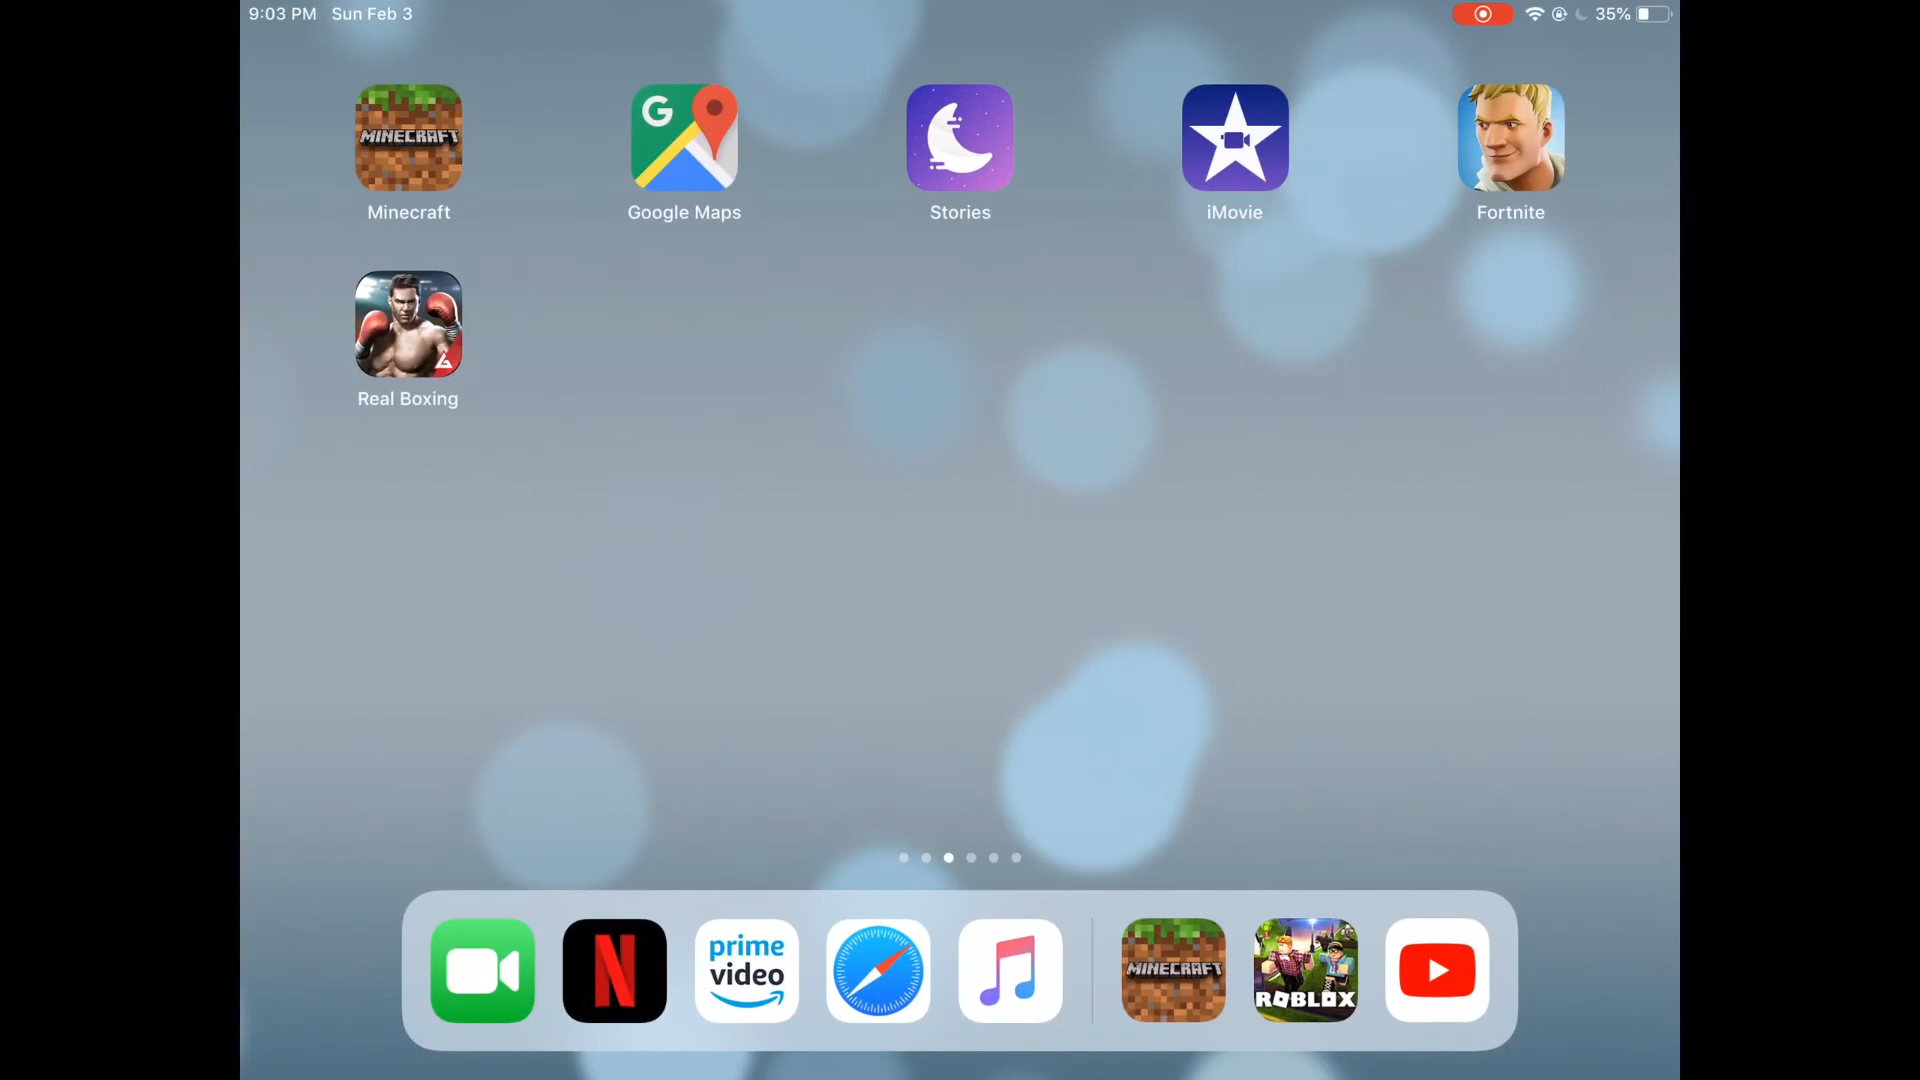 9:03 PM Sun Feb 3
35%
MINECRAFT
G
Minecraft
Google Maps
Stories
iMovie
Fortnite
Real Boxing
N
prime video
MINECRAFT
ROBLOX